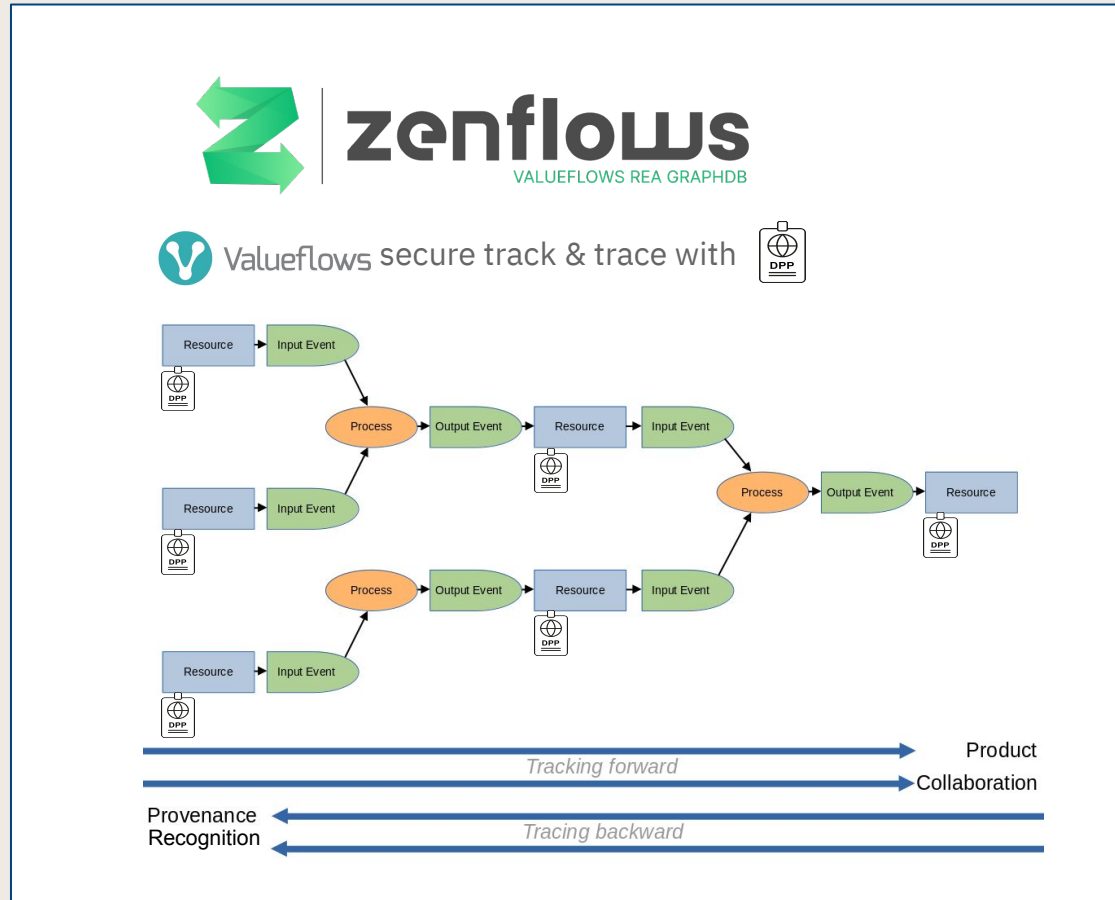 zenflows
VALUEFLOWS REA GRAPHDB
Valueflows secure track & trace with DPP
Resource Input Event
DPP
Process Output Event Resource Input Event
DPP
Process Output Event Resource
DPP
Resource Input Event
DPP
Process Output Event Resource Input Event
DPP
Resource Input Event
DPP
Product
Tracking forward
Collaboration
Provenance
Tracing backward
Recognition